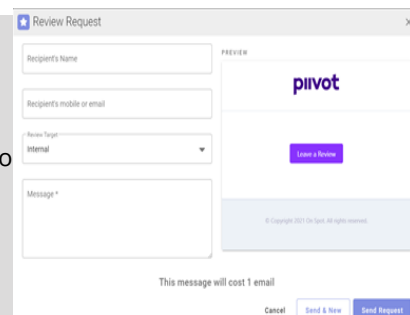 Review Request
×
Recipient's Name
Recipient's mobile or email
Review Target
Internal
Message *
PREVIEW
piivot
Leave a Review
© Copyright 2021 On Spot. All rights reserved.
o
This message will cost 1 email
Cancel
Send & New
Send Request